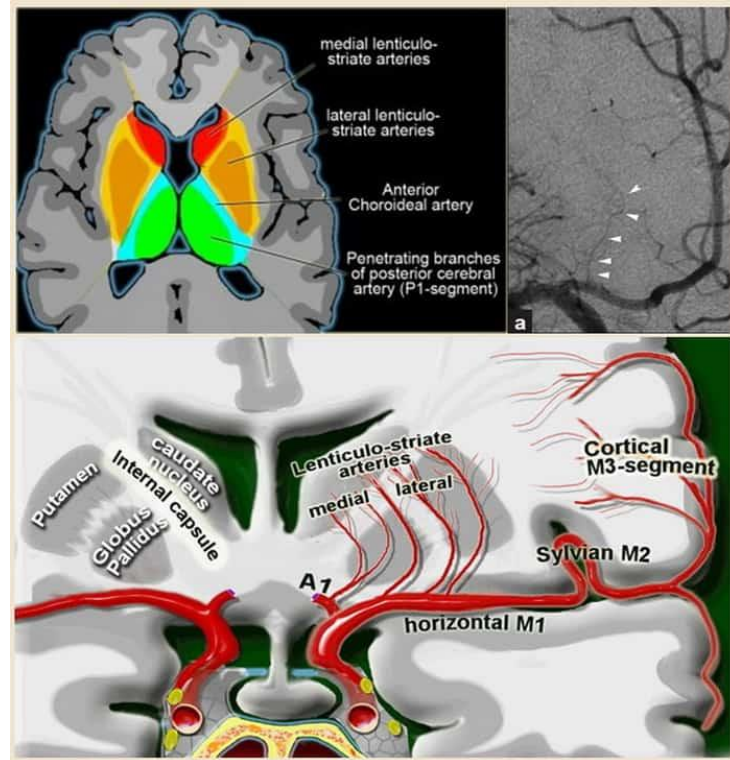 medial lenticulo-
striate arteries
lateral lenticulo-
striate arteries
Anterior
Choroideal artery
Penetrating branches
of posterior cerebral
artery (P1-segment)
a
Putamen
Globus
Pallidus
Internal capsule
caudate
nucleus
Lenticulo-striate
arteries
medial
lateral
A1
horizontal M1
Sylvian M2
Cortical
M3-segment